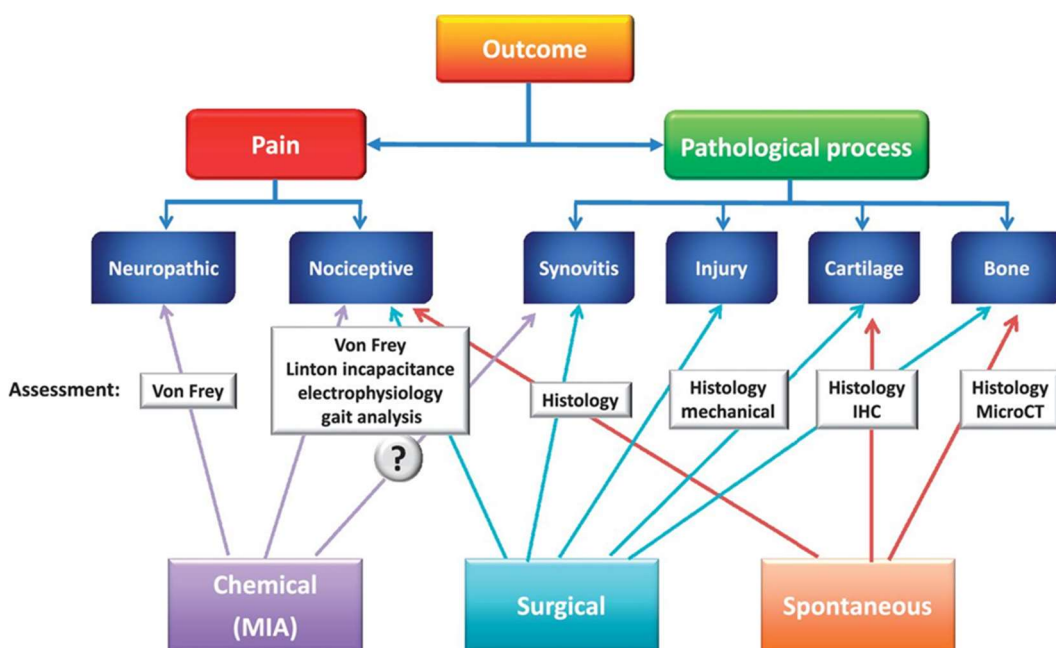 Outcome
Pain
Pathological process
Neuropathic
Nociceptive
Synovitis
Injury
Cartilage
Bone
Assessment:
Von Frey
Von Frey
Linton incapacitance
electrophysiology
gait analysis
Histology
Histology
mechanical
Histology
IHC
Histology
MicroCT
?
Chemical
(MIA)
Surgical
Spontaneous